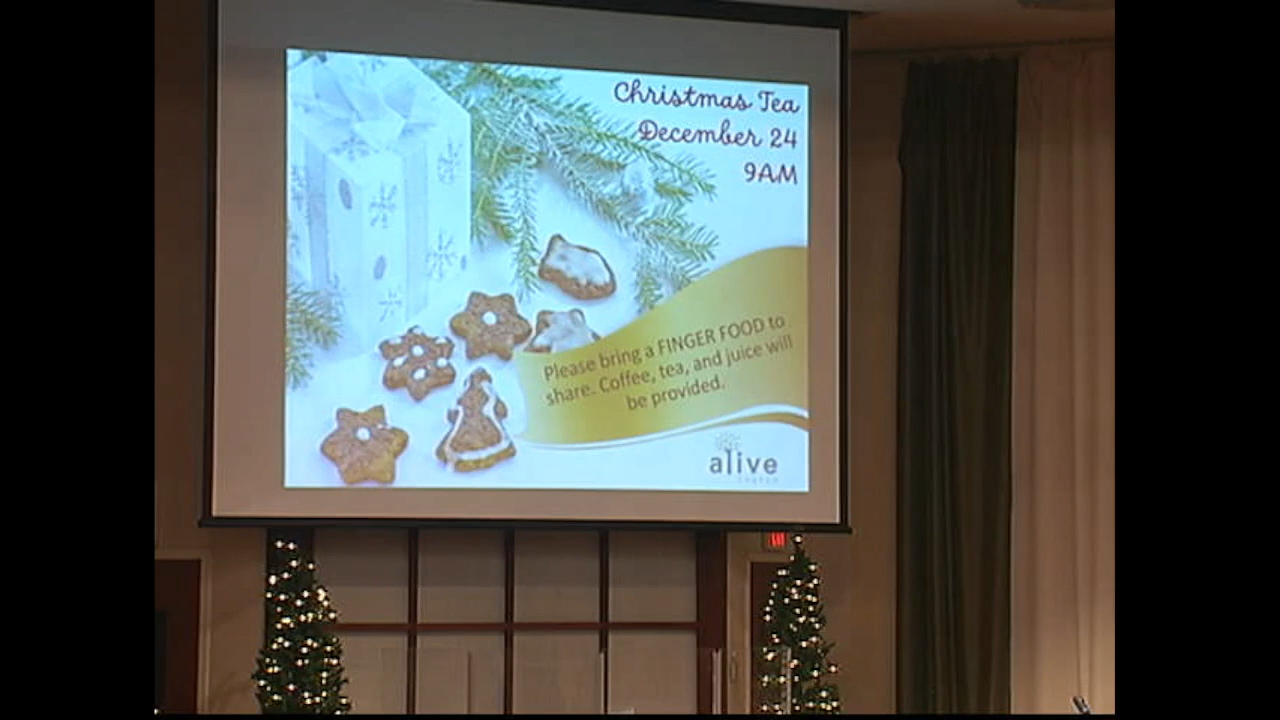 Christmas Tea
December 24
9AM
Please bring a FINGER FOOD to
share. Coffee, tea, and juice will
be provided.
alive